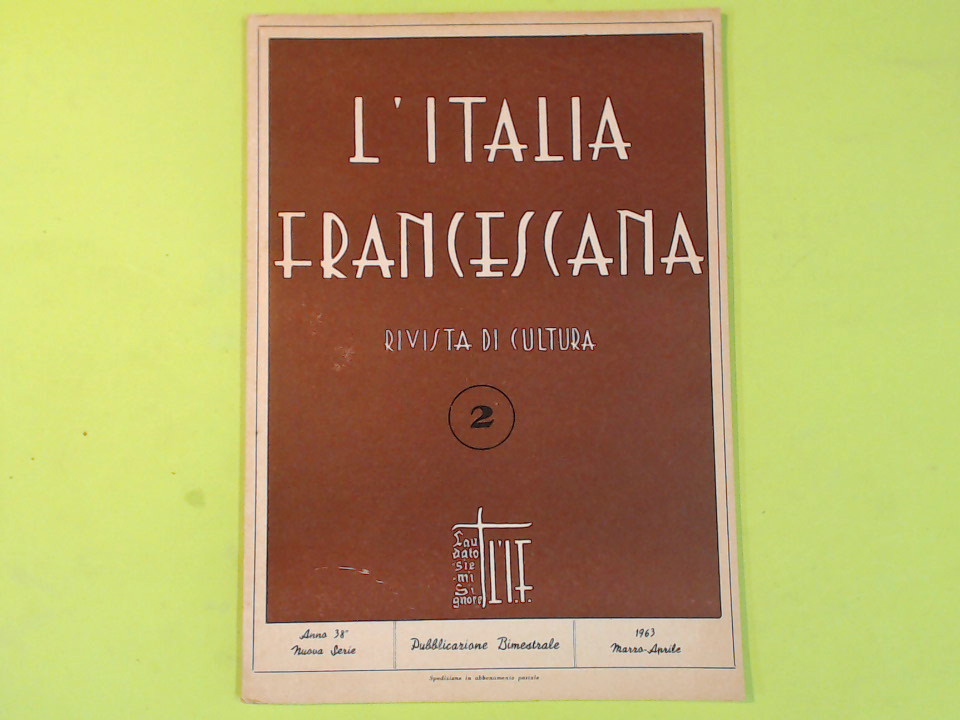 L'ITALIA
FRANCESCANA
RIVISTA DI CULTURA
2
Lau
dato
sie
mi
Si
gnore
L'I.F.
Anno 38°
Nuova Serie
Pubblicazione Bimestrale
1963
Marzo-Aprile
Spedizione in abbonamento postale